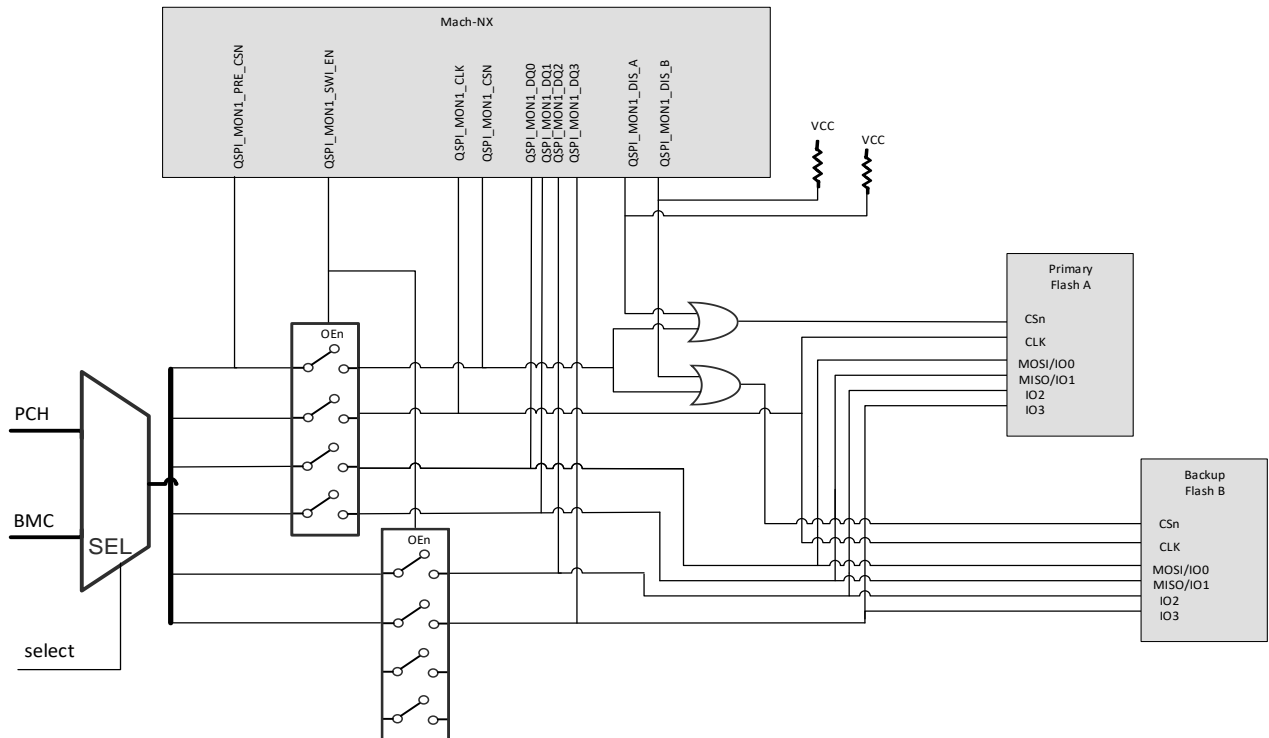 Mach-NX
QSPI_MON1_PRE_CSN
QSPI_MON1_SWI_EN
QSPI_MON1_CLK
QSPI_MON1_CSN
QSPI_MON1_DQ0
QSPI_MON1_DQ1
QSPI_MON1_DQ2
QSPI_MON1_DQ3
QSPI_MON1_DIS_A
QSPI_MON1_DIS_B
VCC
VCC
Primary
Flash A
CSn
CLK
MOSI/IO0
MISO/IO1
IO2
IO3
OEn
PCH
BMC
SEL
select
OEn
Backup
Flash B
CSn
CLK
MOSI/IO0
MISO/IO1
IO2
IO3